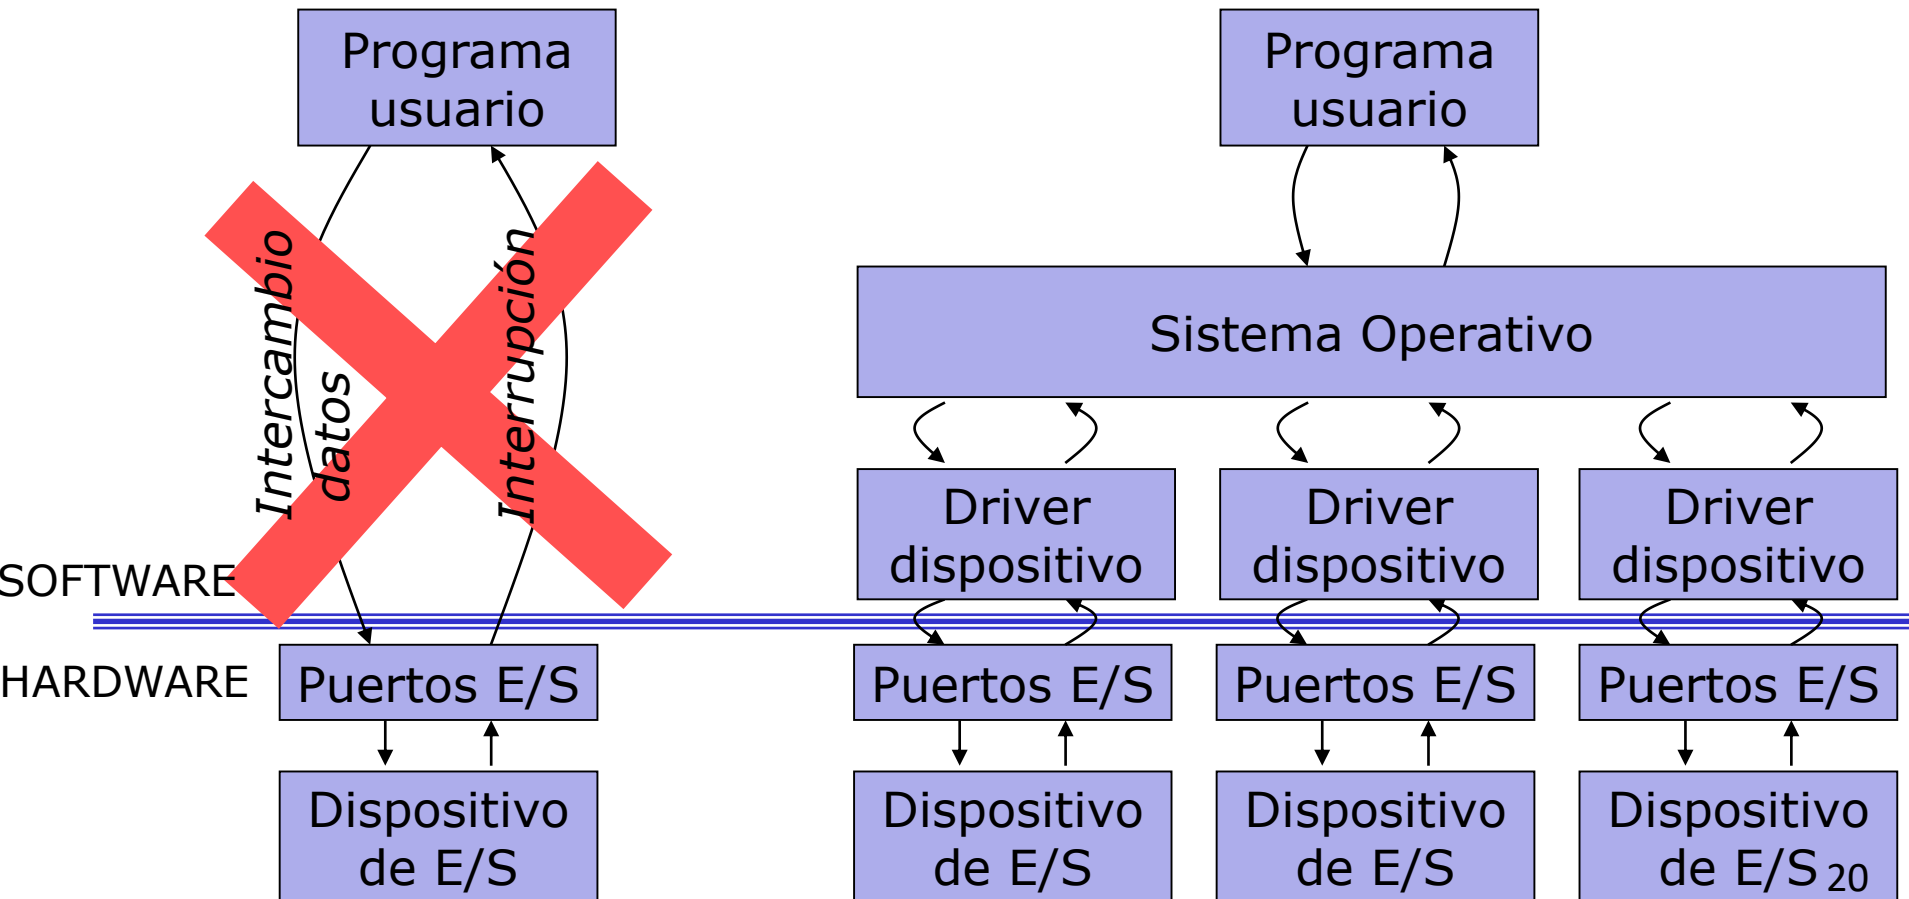 Programa
usuario
Programa
usuario
Intercambio
datos
Interrupción
Sistema Operativo
Driver
dispositivo
Driver
dispositivo
Driver
dispositivo
SOFTWARE
HARDWARE
Puertos E/S
Puertos E/S
Puertos E/S
Puertos E/S
Dispositivo
de E/S
Dispositivo
de E/S
Dispositivo
de E/S
Dispositivo
de E/S
20